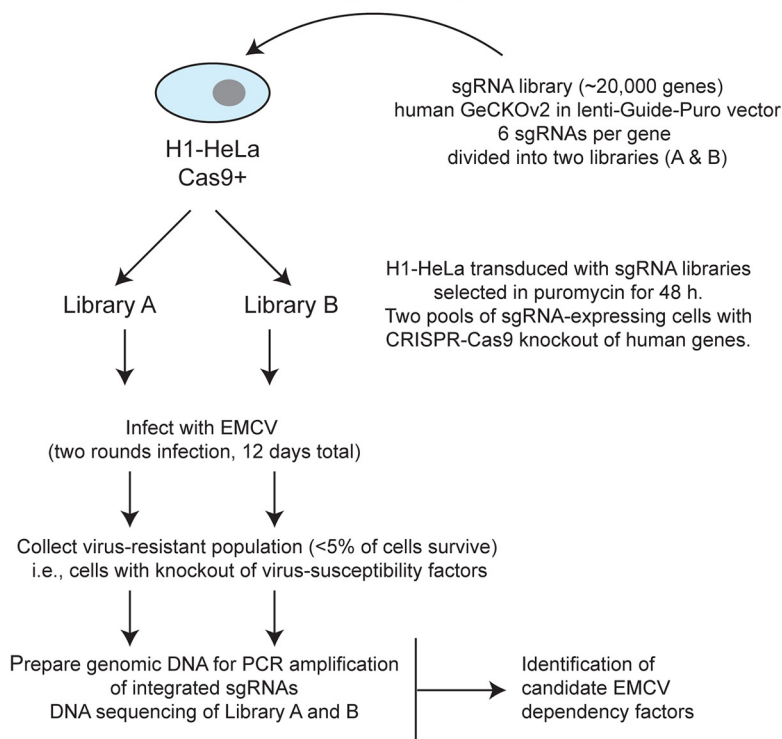 sgRNA library (~20,000 genes)
human GeCKOv2 in lenti-Guide-Puro vector
6 sgRNAs per gene
divided into two libraries (A & B)
H1-HeLa
Cas9+
Library A
Library B
H1-HeLa transduced with sgRNA libraries
selected in puromycin for 48 h.
Two pools of sgRNA-expressing cells with
CRISPR-Cas9 knockout of human genes.
Infect with EMCV
(two rounds infection, 12 days total)
Collect virus-resistant population (<5% of cells survive)
i.e., cells with knockout of virus-susceptibility factors
Prepare genomic DNA for PCR amplification
of integrated sgRNAs
DNA sequencing of Library A and B
Identification of
candidate EMCV
dependency factors